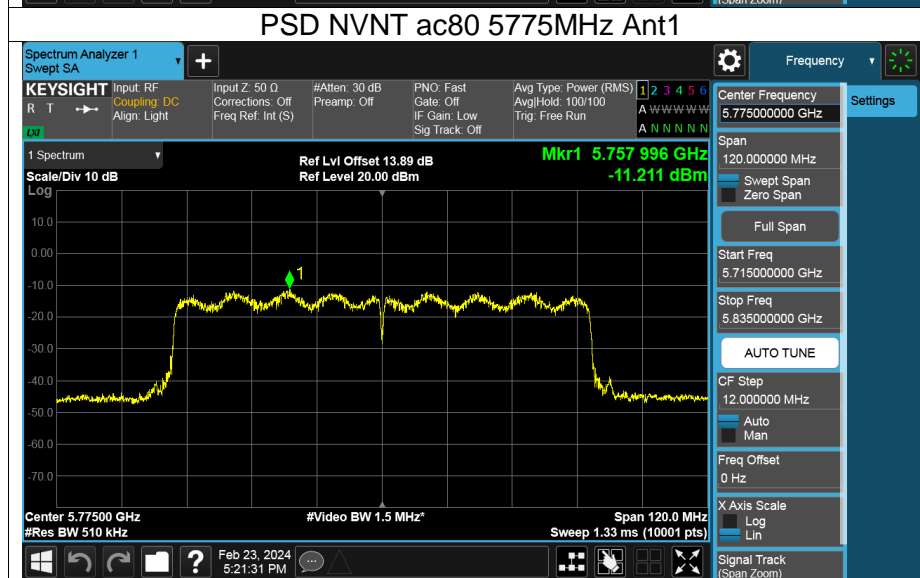 (Span Zoom)
PSD NVNT ac80 5775MHz Ant1
Spectrum Analyzer 1
Swept SA
Frequency
KEYSIGHT
R T
LXI
Input: RF
Coupling: DC
Align: Light
Input Z: 50 Ω
Corrections: Off
Freq Ref: Int (S)
#Atten: 30 dB
Preamp: Off
PNO: Fast
Gate: Off
IF Gain: Low
Sig Track: Off
Avg Type: Power (RMS)
Avg|Hold: 100/100
Trig: Free Run
1 2 3 4 5 6
A W W W W W
A N N N N N
1 Spectrum
Scale/Div 10 dB
Log
Ref Lvl Offset 13.89 dB
Ref Level 20.00 dBm
Mkr1 5.757 996 GHz
-11.211 dBm
10.0
0.00
-10.0
-20.0
-30.0
-40.0
-50.0
-60.0
-70.0
1
Center 5.77500 GHz
#Res BW 510 kHz
#Video BW 1.5 MHz*
Span 120.0 MHz
Sweep 1.33 ms (10001 pts)
Center Frequency
5.775000000 GHz
Settings
Span
120.000000 MHz
Swept Span
Zero Span
Full Span
Start Freq
5.715000000 GHz
Stop Freq
5.835000000 GHz
AUTO TUNE
CF Step
12.000000 MHz
Auto
Man
Freq Offset
0 Hz
X Axis Scale
Log
Lin
Signal Track
(Span Zoom)
?
Feb 23, 2024
5:21:31 PM